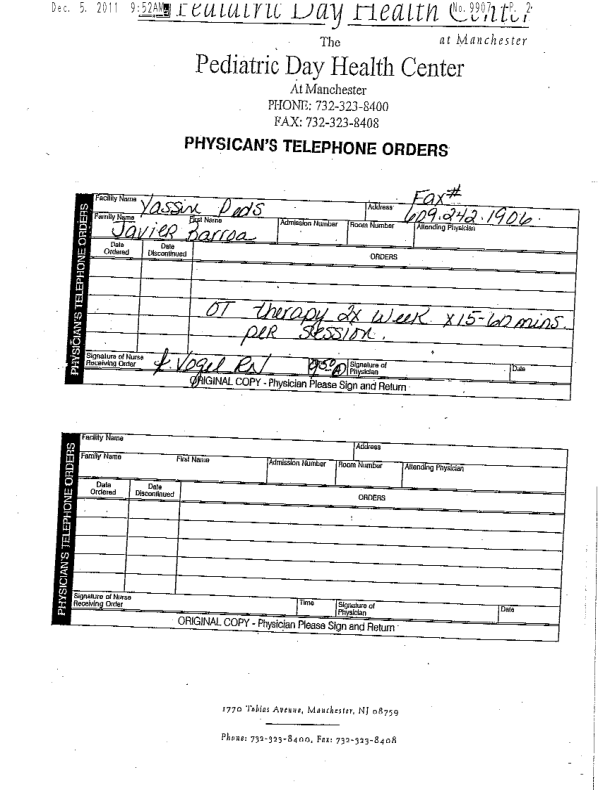 Dec. 5. 2011 9:52AM Pediatric Day Health Center No. 9907 P. 2
at Manchester
The
Pediatric Day Health Center
At Manchester
PHONE: 732-323-8400
FAX: 732-323-8408
PHYSICAN'S TELEPHONE ORDERS
PHYSICIAN'S TELEPHONE ORDERS
Facility Name Yassin Peds Address Fax# 609.242.1906.
Family Name First Name Admission Number Room Number Attending Physician
Javier Barroa
Date Ordered Date Discontinued ORDERS
OT therapy 2x week x15-60 mins.
per session.
Signature of Nurse Receiving Order Vogel RN Signature of Physician Date
ORIGINAL COPY - Physician Please Sign and Return
PHYSICIAN'S TELEPHONE ORDERS
Facility Name Address
Family Name First Name Admission Number Room Number Attending Physician
Date Ordered Date Discontinued ORDERS
Signature of Nurse Receiving Order Time Signature of Physician Date
ORIGINAL COPY - Physician Please Sign and Return
1770 Tobias Avenue, Manchester, NJ 08759
Phone: 732-323-8400, Fax: 732-323-8408